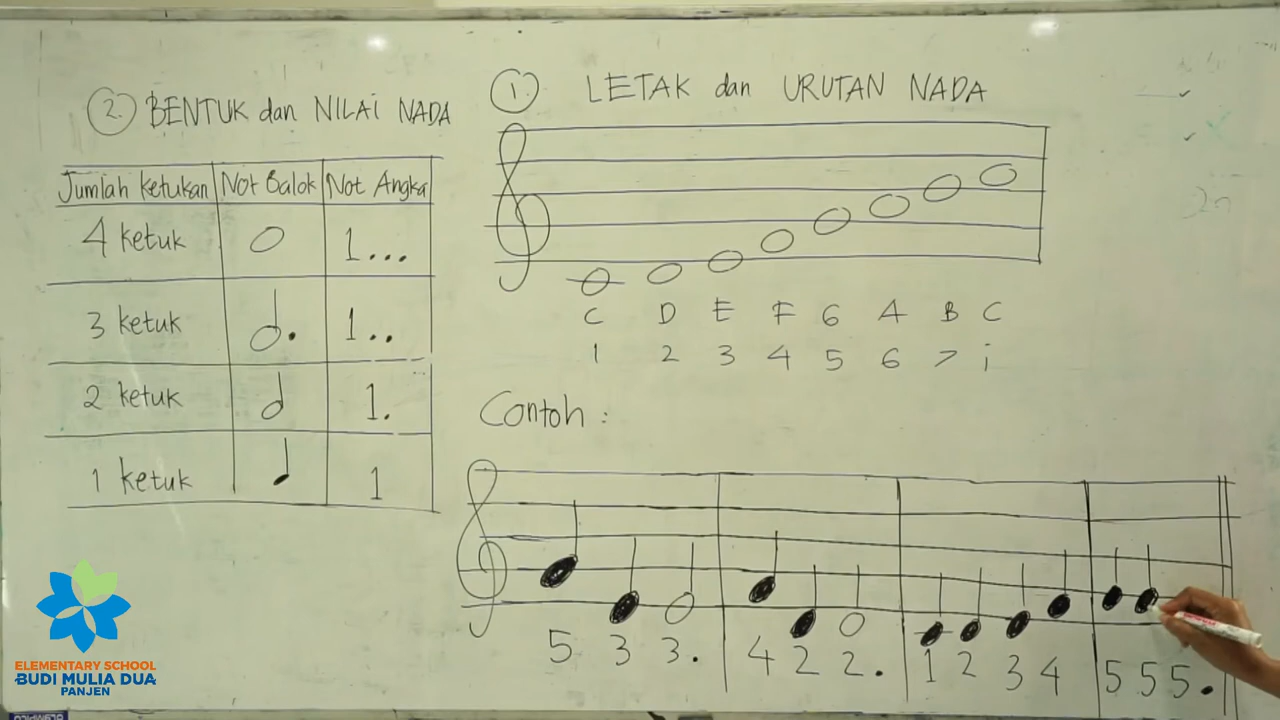 2. BENTUK dan NILAI NADA
Jumlah Ketukan Not Balok Not Angka
4 ketuk 1...
3 ketuk 1..
2 ketuk 1.
1 ketuk 1
1. LETAK dan URUTAN NADA
C D E F G A B C
1 2 3 4 5 6 7 i
Contoh :
5 3 3. 4 2 2. 1 2 3 4 5 5 5.
ELEMENTARY SCHOOL
BUDI MULIA DUA
PANJEN